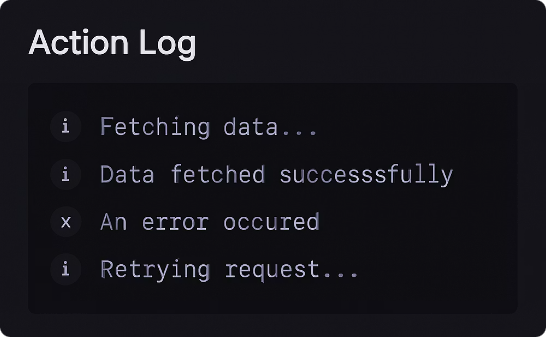 Action Log
i Fetching data...
i Data fetched successsfully
x An error occured
i Retrying request...